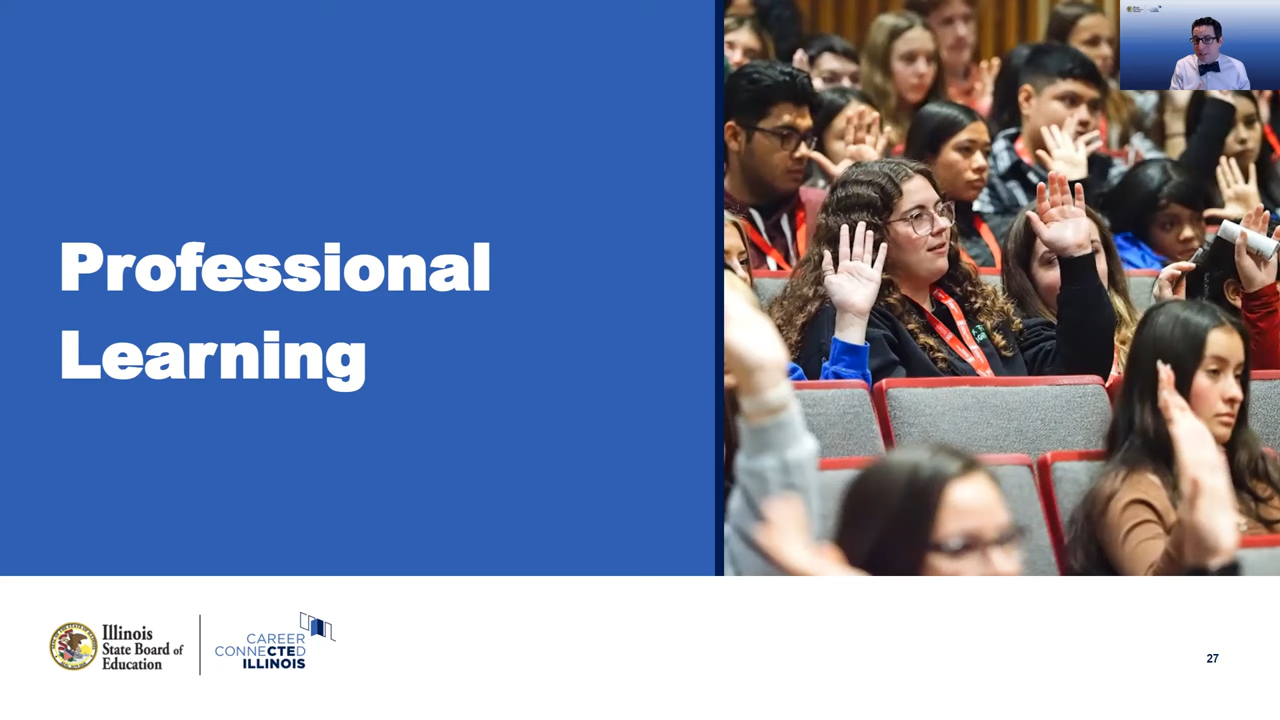 Professional
Learning
Illinois
State Board of
Education
CAREER
CONNECTED
ILLINOIS
27